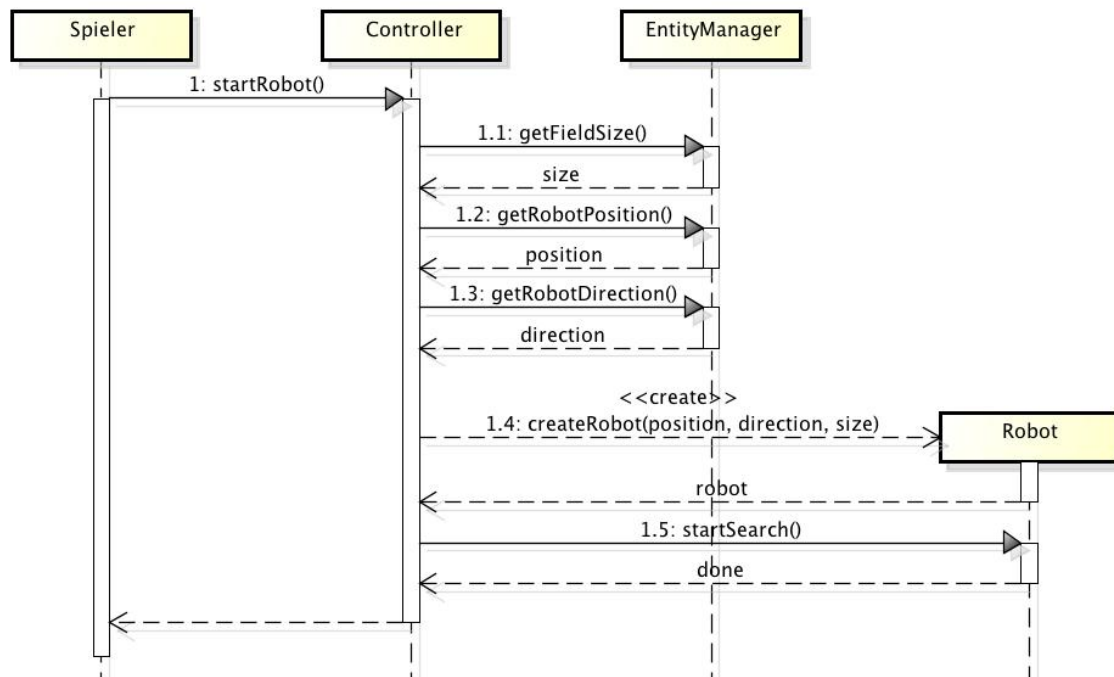 Spieler
Controller
EntityManager
1: startRobot()
1.1: getFieldSize()
size
1.2: getRobotPosition()
position
1.3: getRobotDirection()
direction
<<create>>
1.4: createRobot(position, direction, size)
Robot
robot
1.5: startSearch()
done